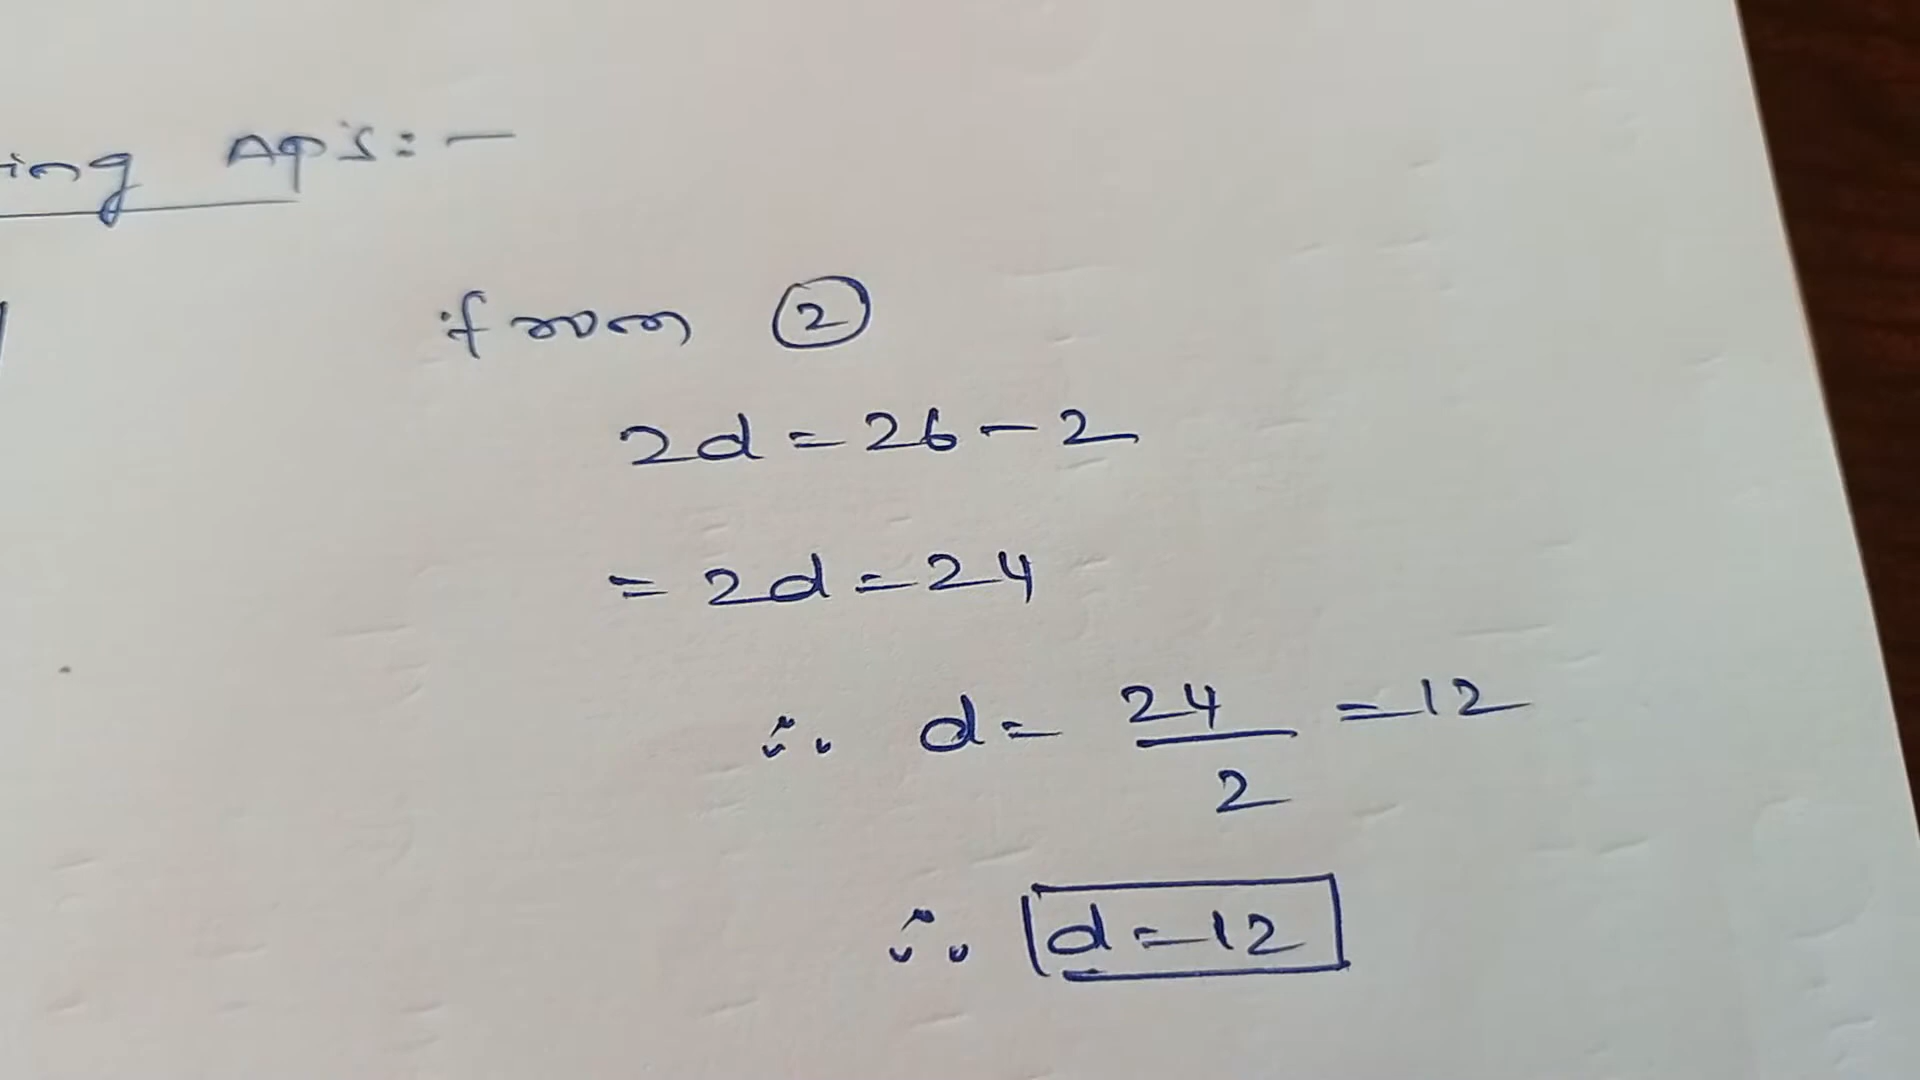 ing AP's:-
from ②
2d = 26 - 2
= 2d = 24
∴ d = 24/2 = 12
∴ d = 12